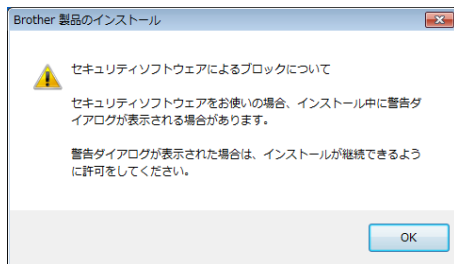 Brother 製品のインストール
セキュリティソフトウェアによるブロックについて
セキュリティソフトウェアをお使いの場合、インストール中に警告ダ
イアログが表示される場合があります。
警告ダイアログが表示された場合は、インストールが継続できるよう
に許可をしてください。
OK